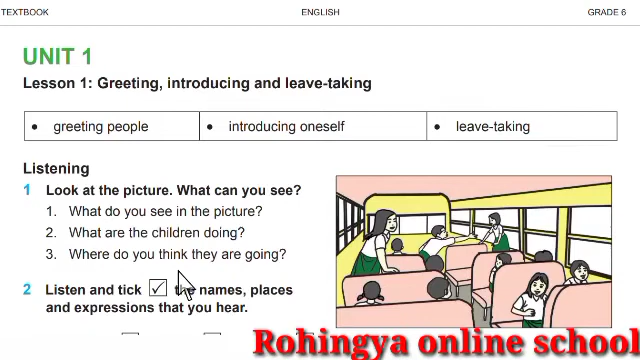 TEXTBOOK ENGLISH GRADE 6
UNIT 1
Lesson 1: Greeting, introducing and leave-taking
• greeting people • introducing oneself • leave-taking
Listening
1 Look at the picture. What can you see?
1. What do you see in the picture?
2. What are the children doing?
3. Where do you think they are going?
2 Listen and tick ✓ the names, places
and expressions that you hear.
Rohingya online school